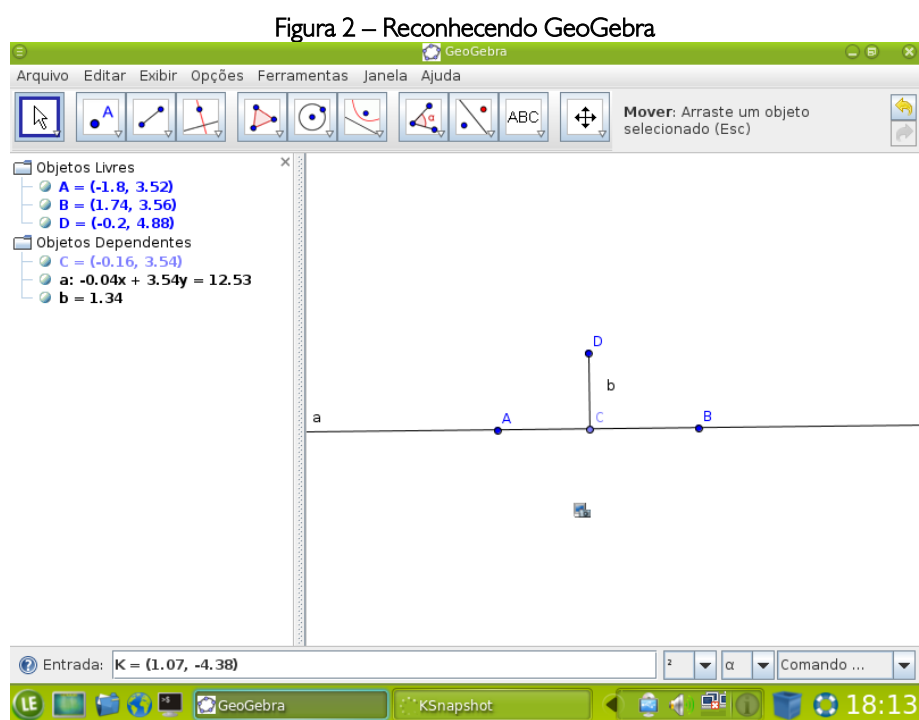 Figura 2 – Reconhecendo GeoGebra
GeoGebra
Arquivo Editar Exibir Opções Ferramentas Janela Ajuda
A
α
ABC
Mover: Arraste um objeto
selecionado (Esc)
Objetos Livres
A = (-1.8, 3.52)
B = (1.74, 3.56)
D = (-0.2, 4.88)
Objetos Dependentes
C = (-0.16, 3.54)
a: -0.04x + 3.54y = 12.53
b = 1.34
D
b
a
A
C
B
Entrada: K = (1.07, -4.38) ² α Comando ...
LE GeoGebra KSnapshot 18:13